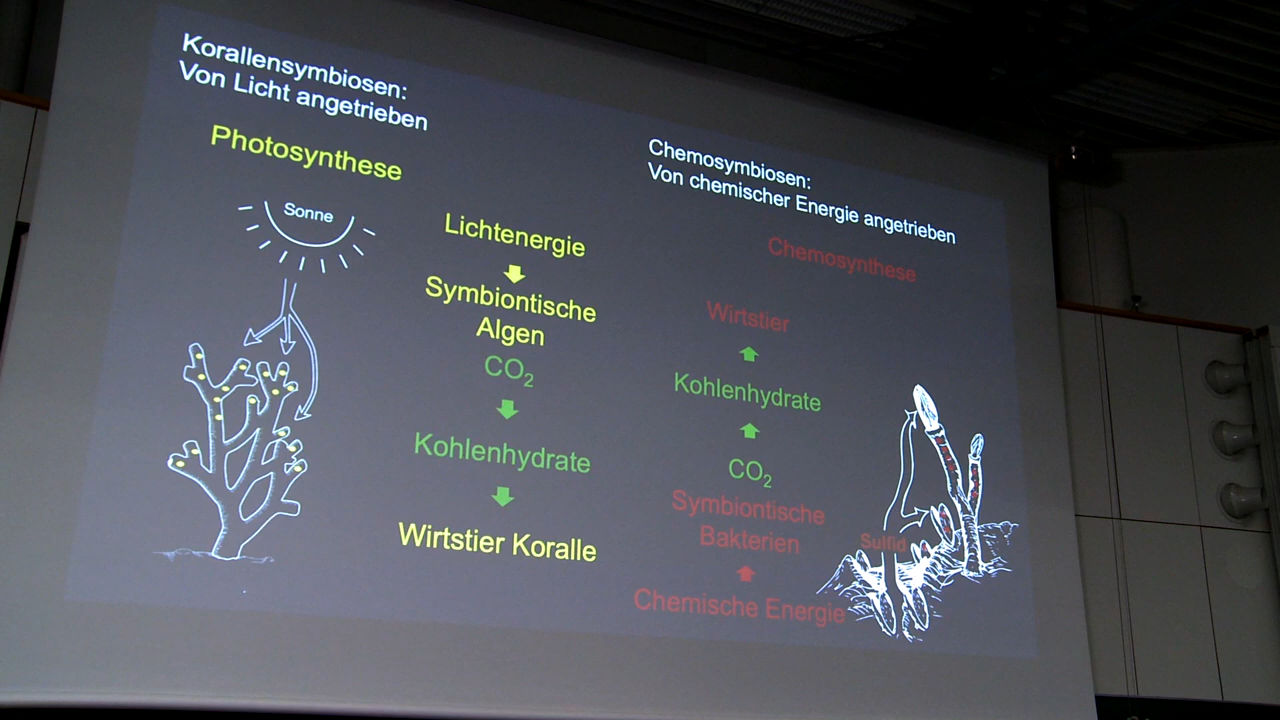 Korallensymbiosen:
Von Licht angetrieben
Photosynthese
Sonne
Lichtenergie
Symbiontische
Algen
CO₂
Kohlenhydrate
Wirtstier Koralle
Chemosymbiosen:
Von chemischer Energie angetrieben
Chemosynthese
Wirtstier
Kohlenhydrate
CO₂
Symbiontische
Bakterien
Chemische Energie
Sulfid